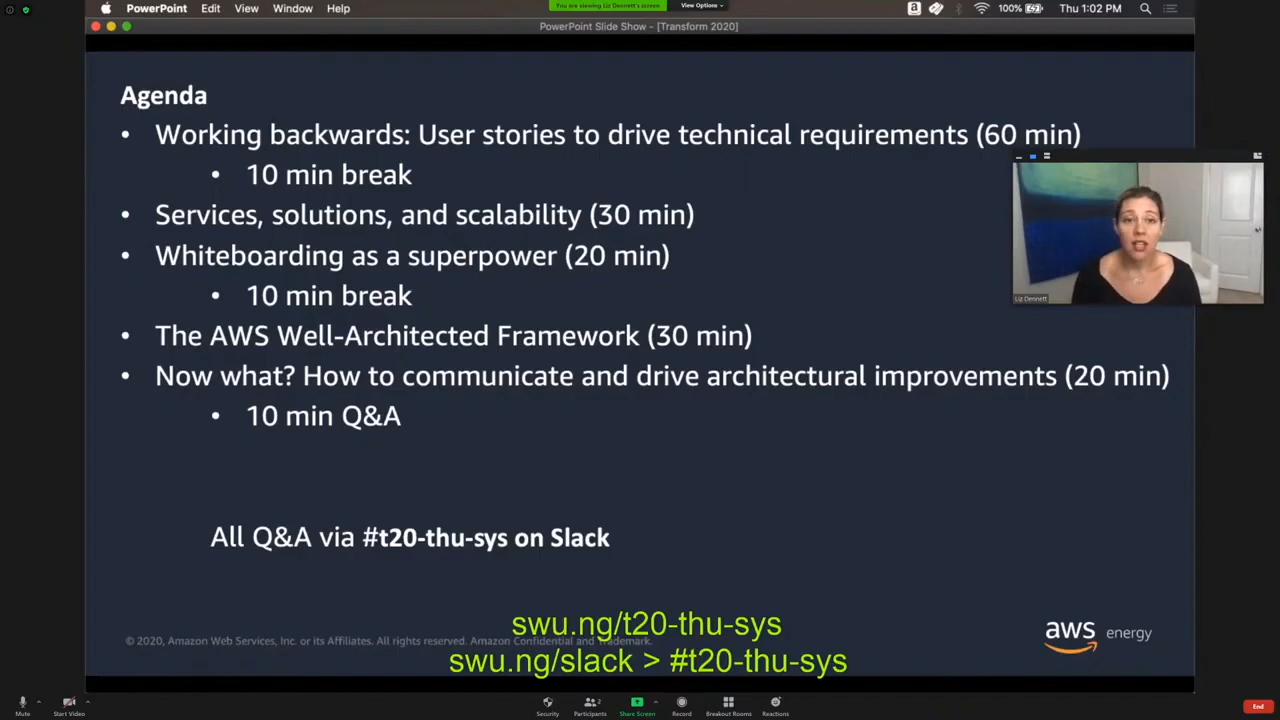 PowerPoint Edit View Window Help
You are viewing Liz Dennett's screen View Options
100% Thu 1:02 PM
PowerPoint Slide Show - [Transform 2020]
Agenda
• Working backwards: User stories to drive technical requirements (60 min)
• 10 min break
• Services, solutions, and scalability (30 min)
• Whiteboarding as a superpower (20 min)
• 10 min break
• The AWS Well-Architected Framework (30 min)
• Now what? How to communicate and drive architectural improvements (20 min)
• 10 min Q&A
Liz Dennett
All Q&A via #t20-thu-sys on Slack
swu.ng/t20-thu-sys
© 2020, Amazon Web Services, Inc. or its Affiliates. All rights reserved. Amazon Confidential and Trademark.
swu.ng/slack > #t20-thu-sys
aws energy
Mute Start Video Security Participants 2 Share Screen Record Breakout Rooms Reactions End